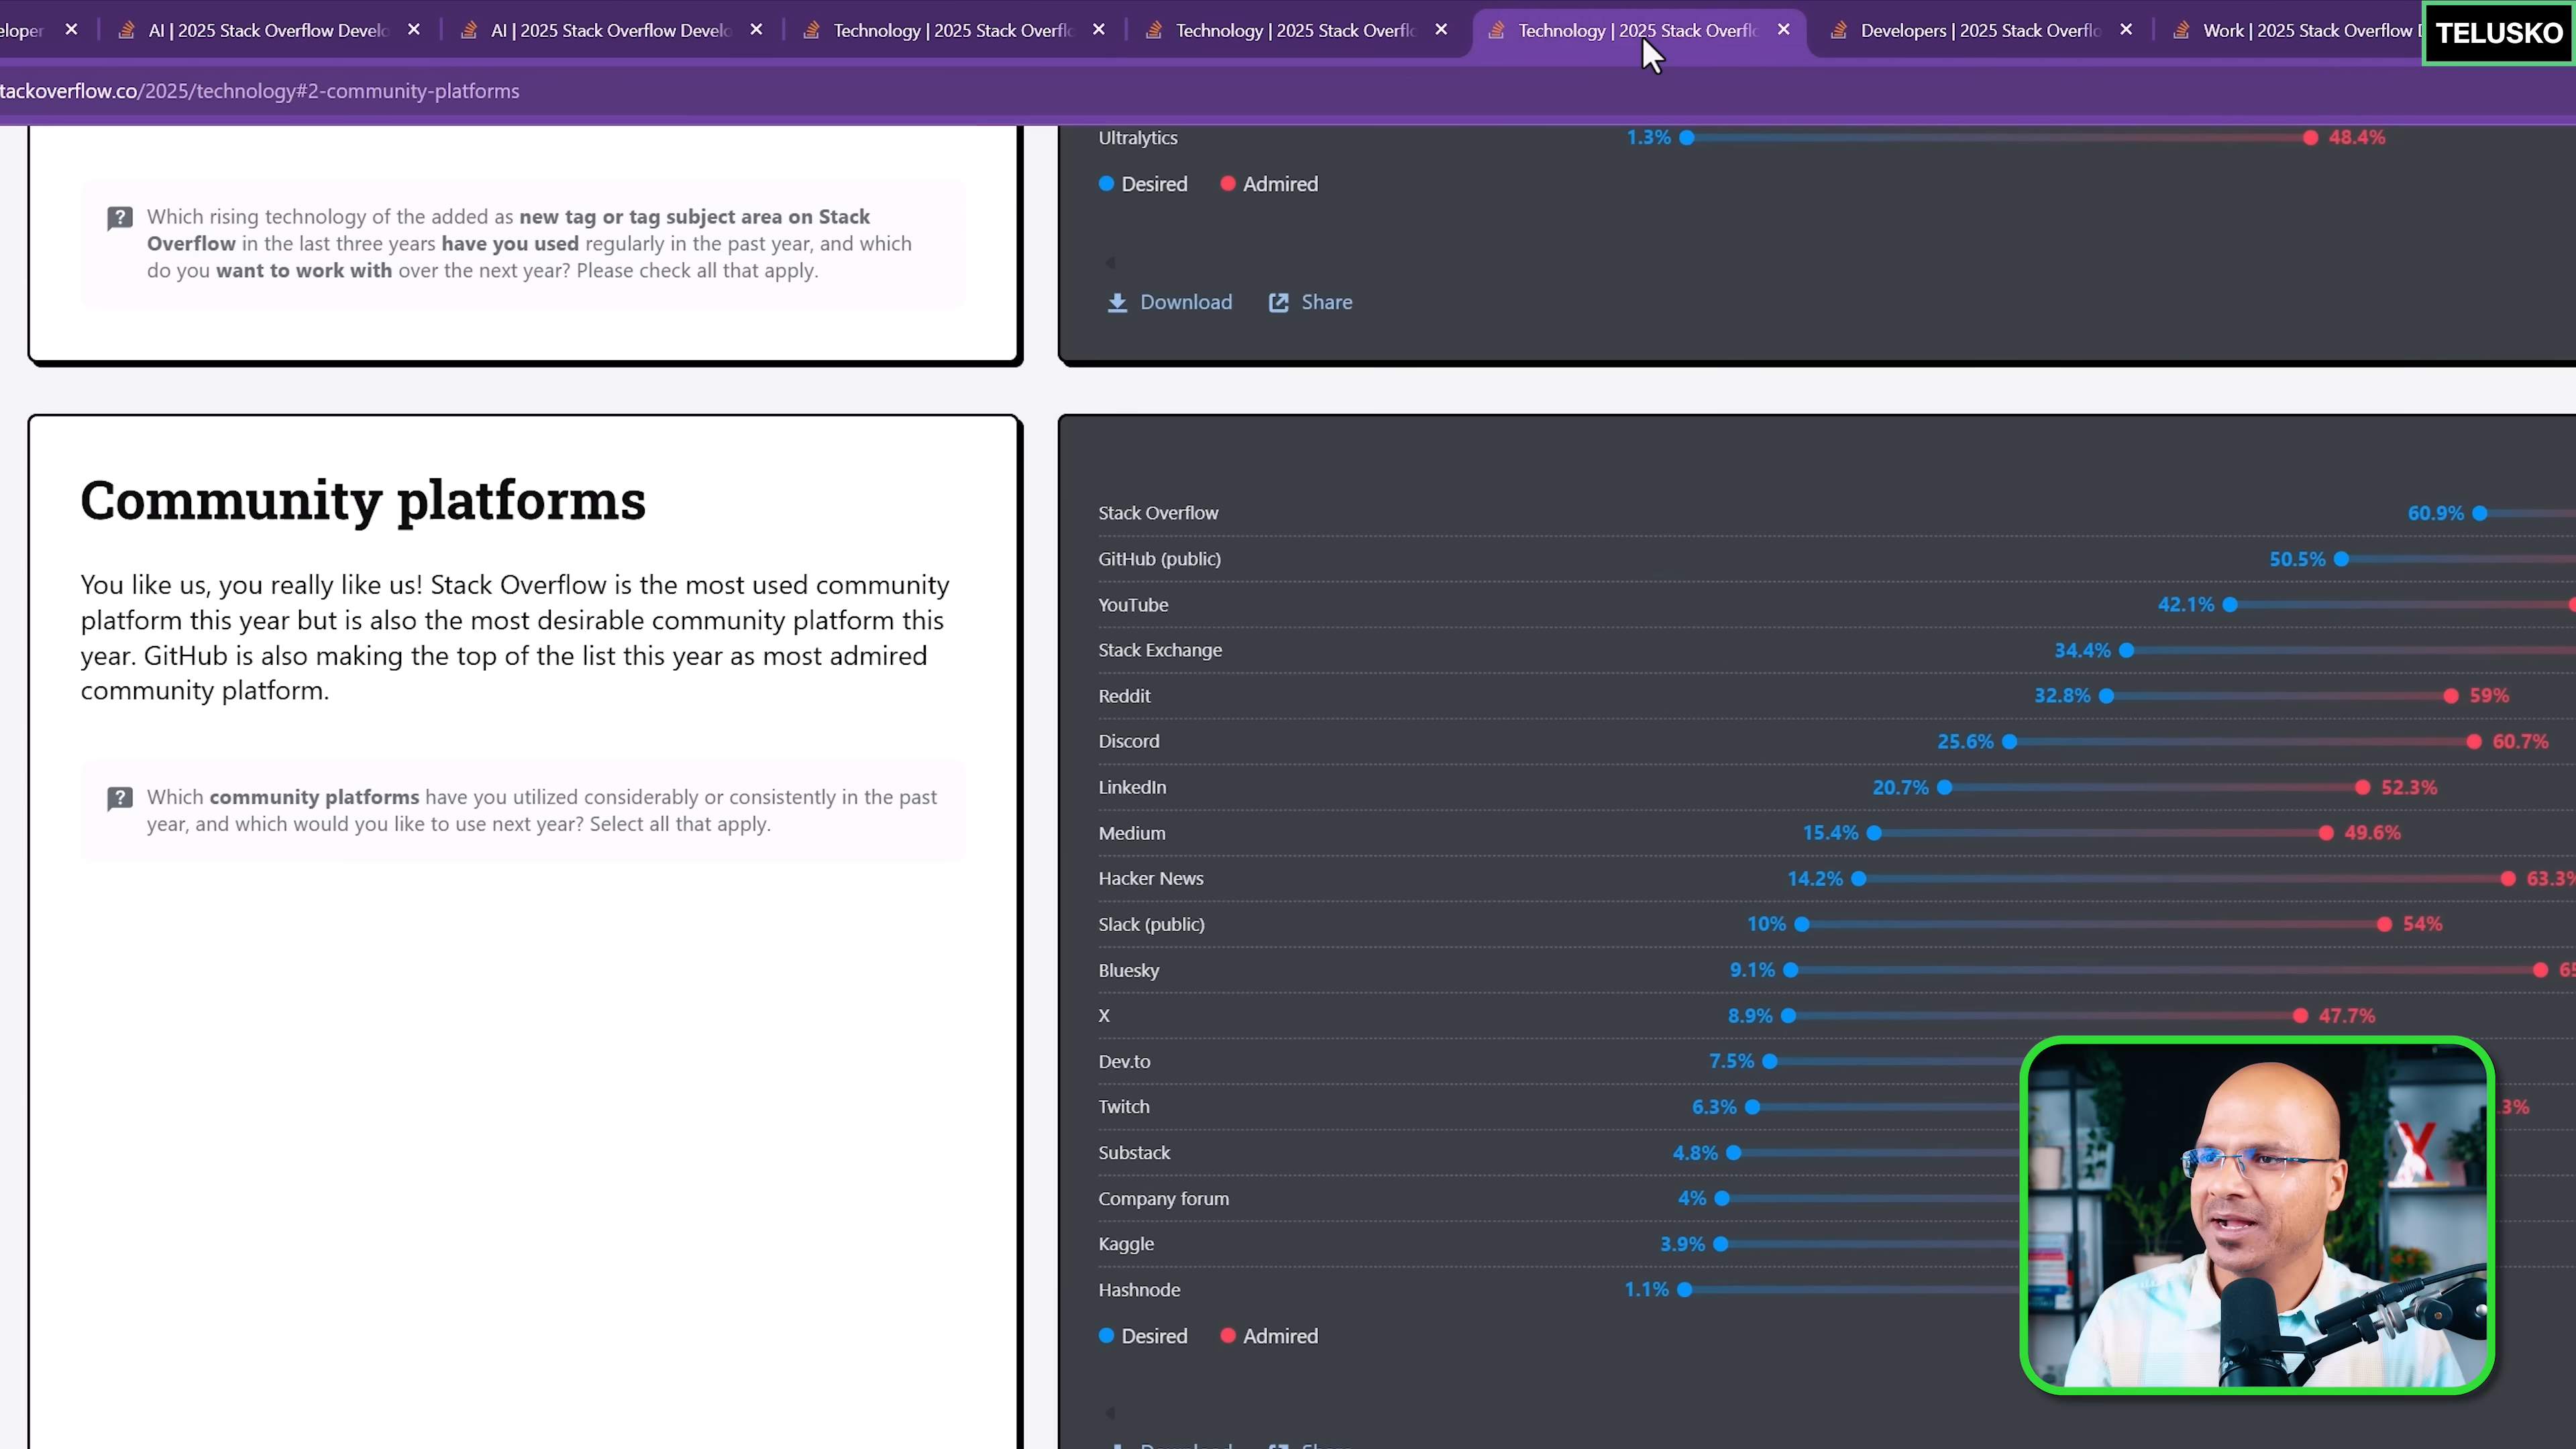 eloper
AI | 2025 Stack Overflow Develo
AI | 2025 Stack Overflow Develo
Technology | 2025 Stack Overflo
Technology | 2025 Stack Overflo
Technology | 2025 Stack Overflo
Developers | 2025 Stack Overflo
Work | 2025 Stack Overflow
TELUSKO
tackoverflow.co/2025/technology#2-community-platforms
Ultralytics 1.3% 48.4%
Desired Admired
Which rising technology of the added as new tag or tag subject area on Stack
Overflow in the last three years have you used regularly in the past year, and which
do you want to work with over the next year? Please check all that apply.
Download Share
Community platforms
You like us, you really like us! Stack Overflow is the most used community
platform this year but is also the most desirable community platform this
year. GitHub is also making the top of the list this year as most admired
community platform.
Which community platforms have you utilized considerably or consistently in the past
year, and which would you like to use next year? Select all that apply.
Stack Overflow 60.9%
GitHub (public) 50.5%
YouTube 42.1%
Stack Exchange 34.4%
Reddit 32.8% 59%
Discord 25.6% 60.7%
LinkedIn 20.7% 52.3%
Medium 15.4% 49.6%
Hacker News 14.2% 63.3%
Slack (public) 10% 54%
Bluesky 9.1% 65
X 8.9% 47.7%
Dev.to 7.5%
Twitch 6.3% .3%
Substack 4.8%
Company forum 4%
Kaggle 3.9%
Hashnode 1.1%
Desired Admired